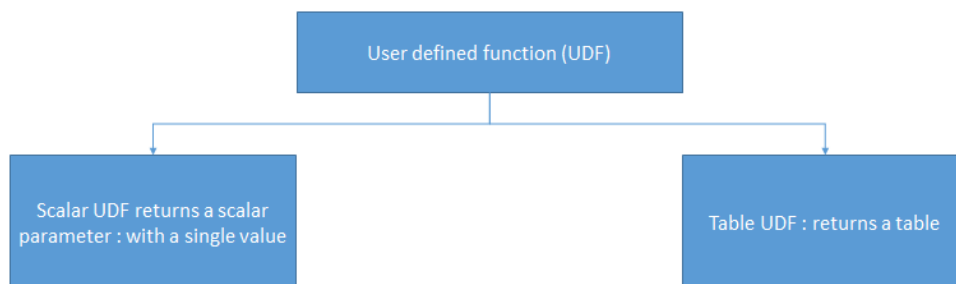 User defined function (UDF)
Scalar UDF returns a scalar
parameter : with a single value
Table UDF : returns a table